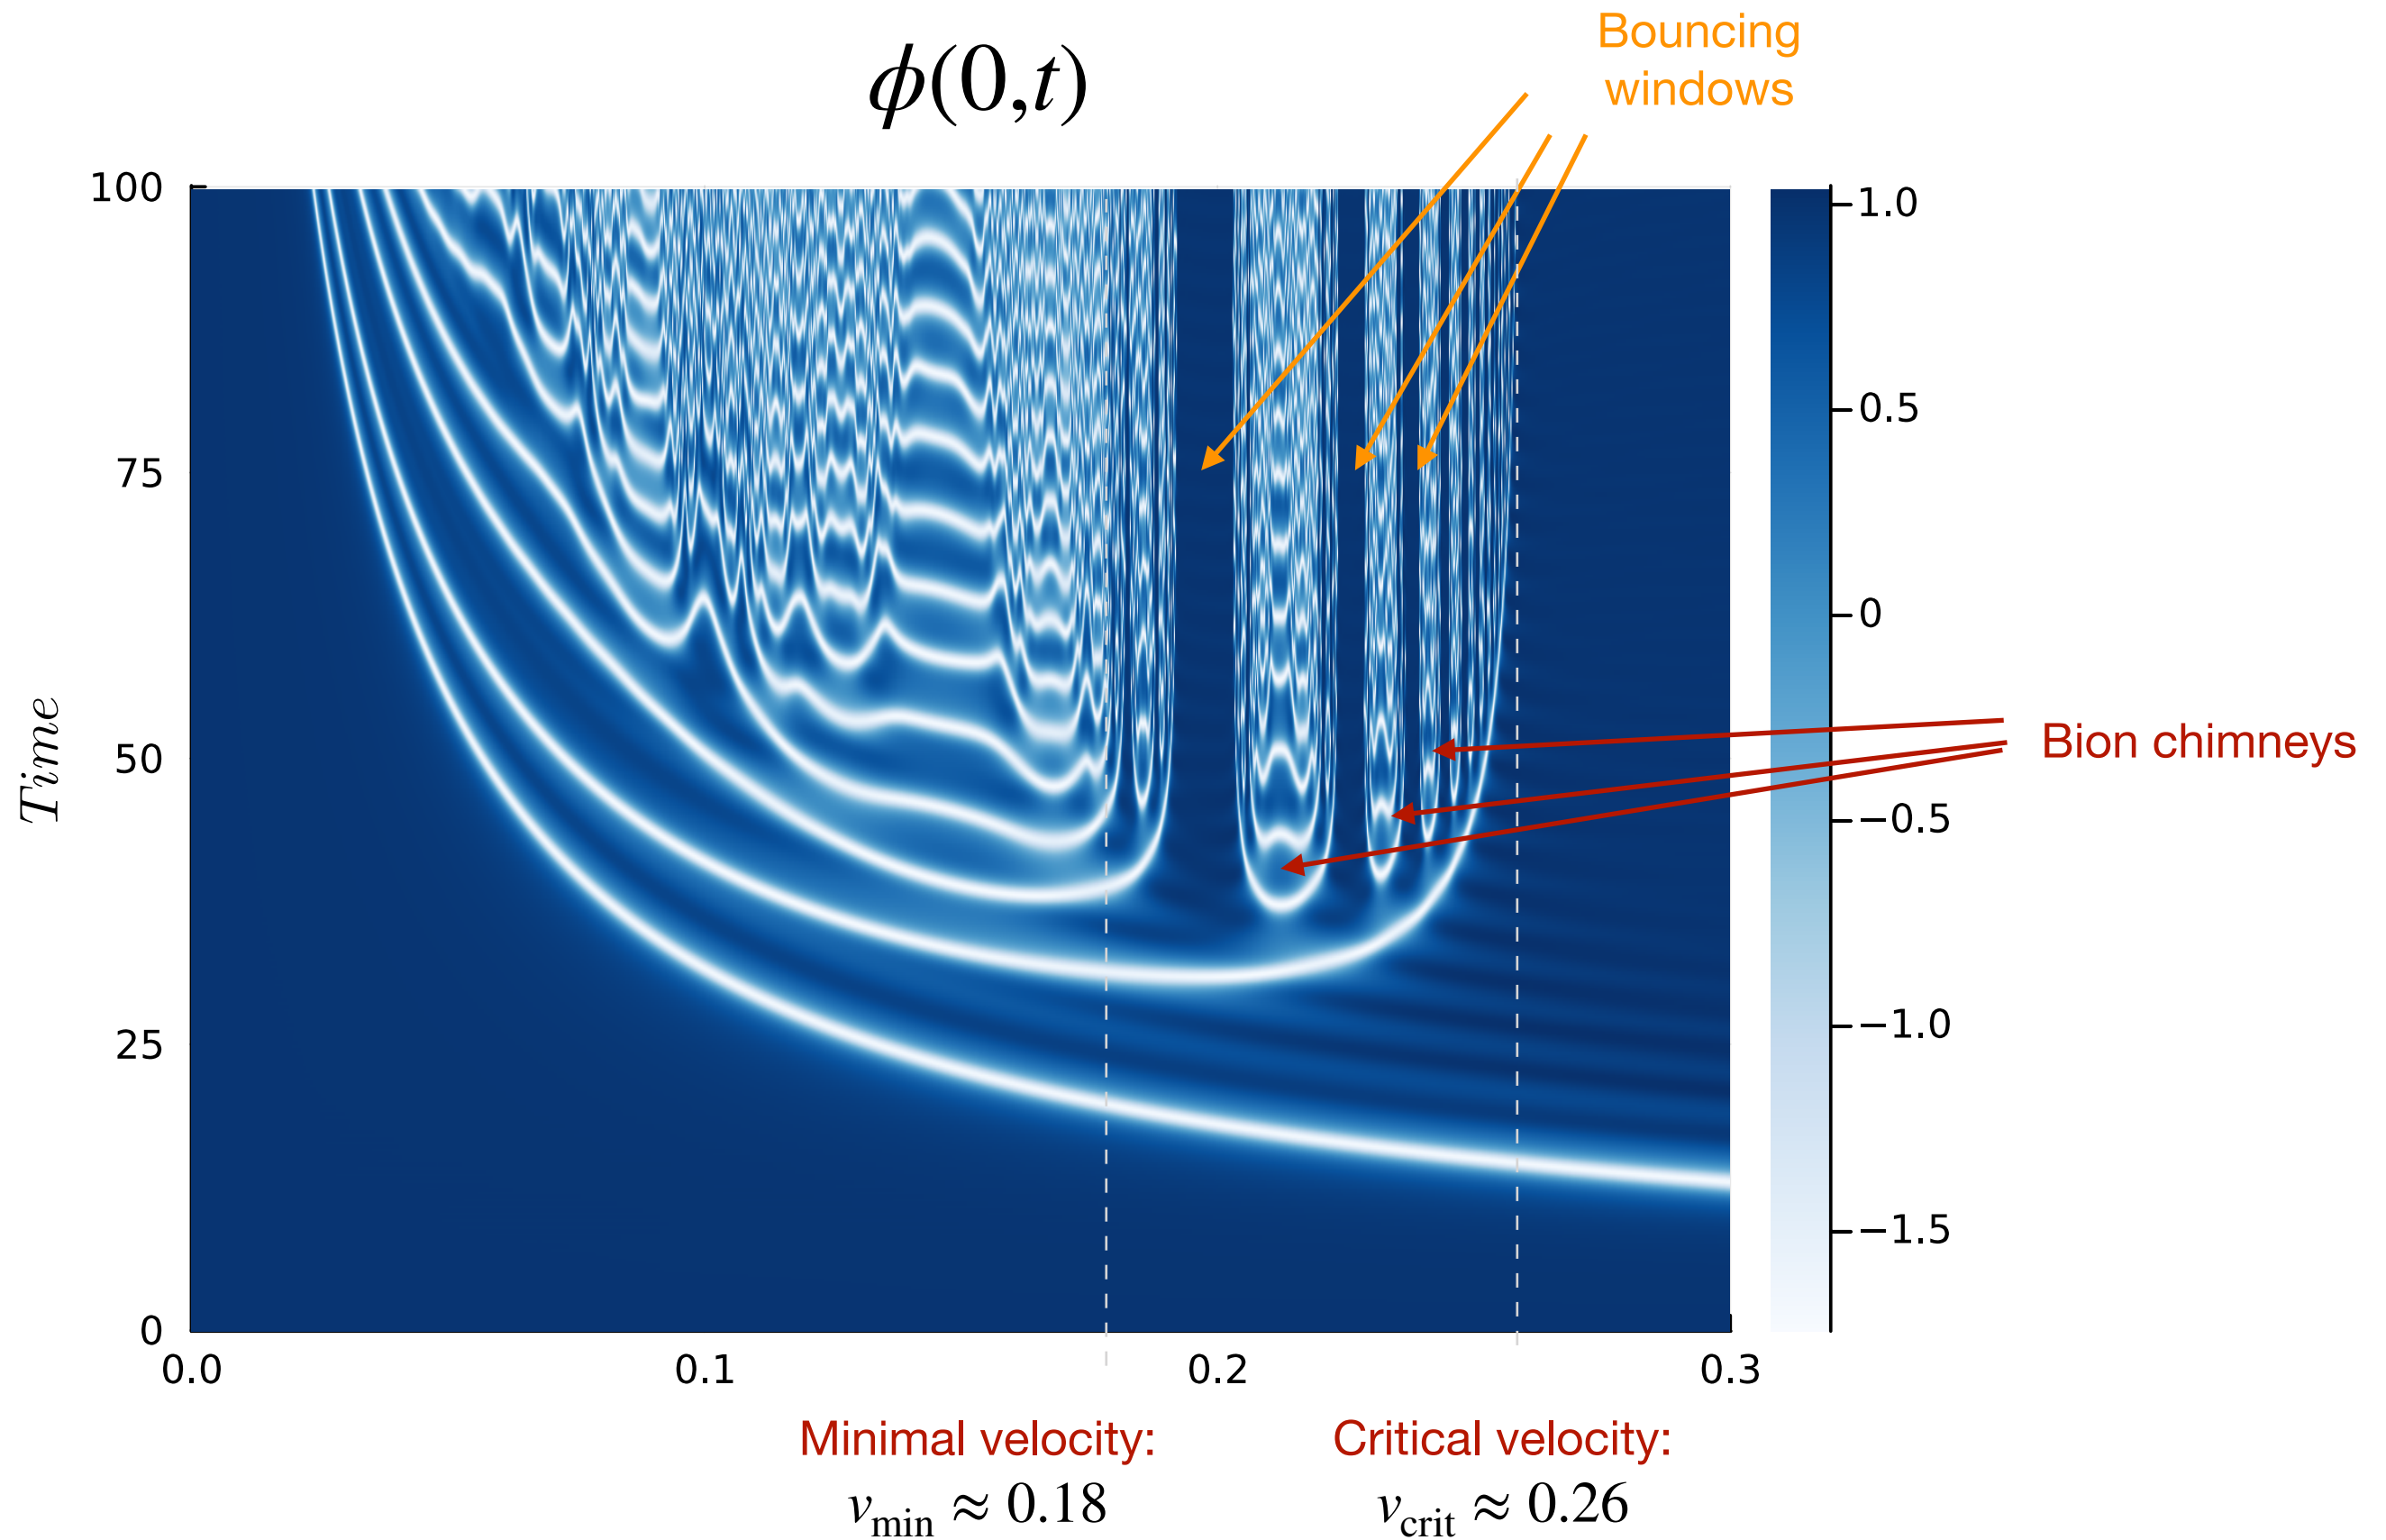 Bouncing
windows
ϕ(0,t)
100
75
50
25
0
Time
0.0
0.1
0.2
0.3
1.0
0.5
0
−0.5
−1.0
−1.5
Bion chimneys
Minimal velocity:
v_min ≈ 0.18
Critical velocity:
v_crit ≈ 0.26